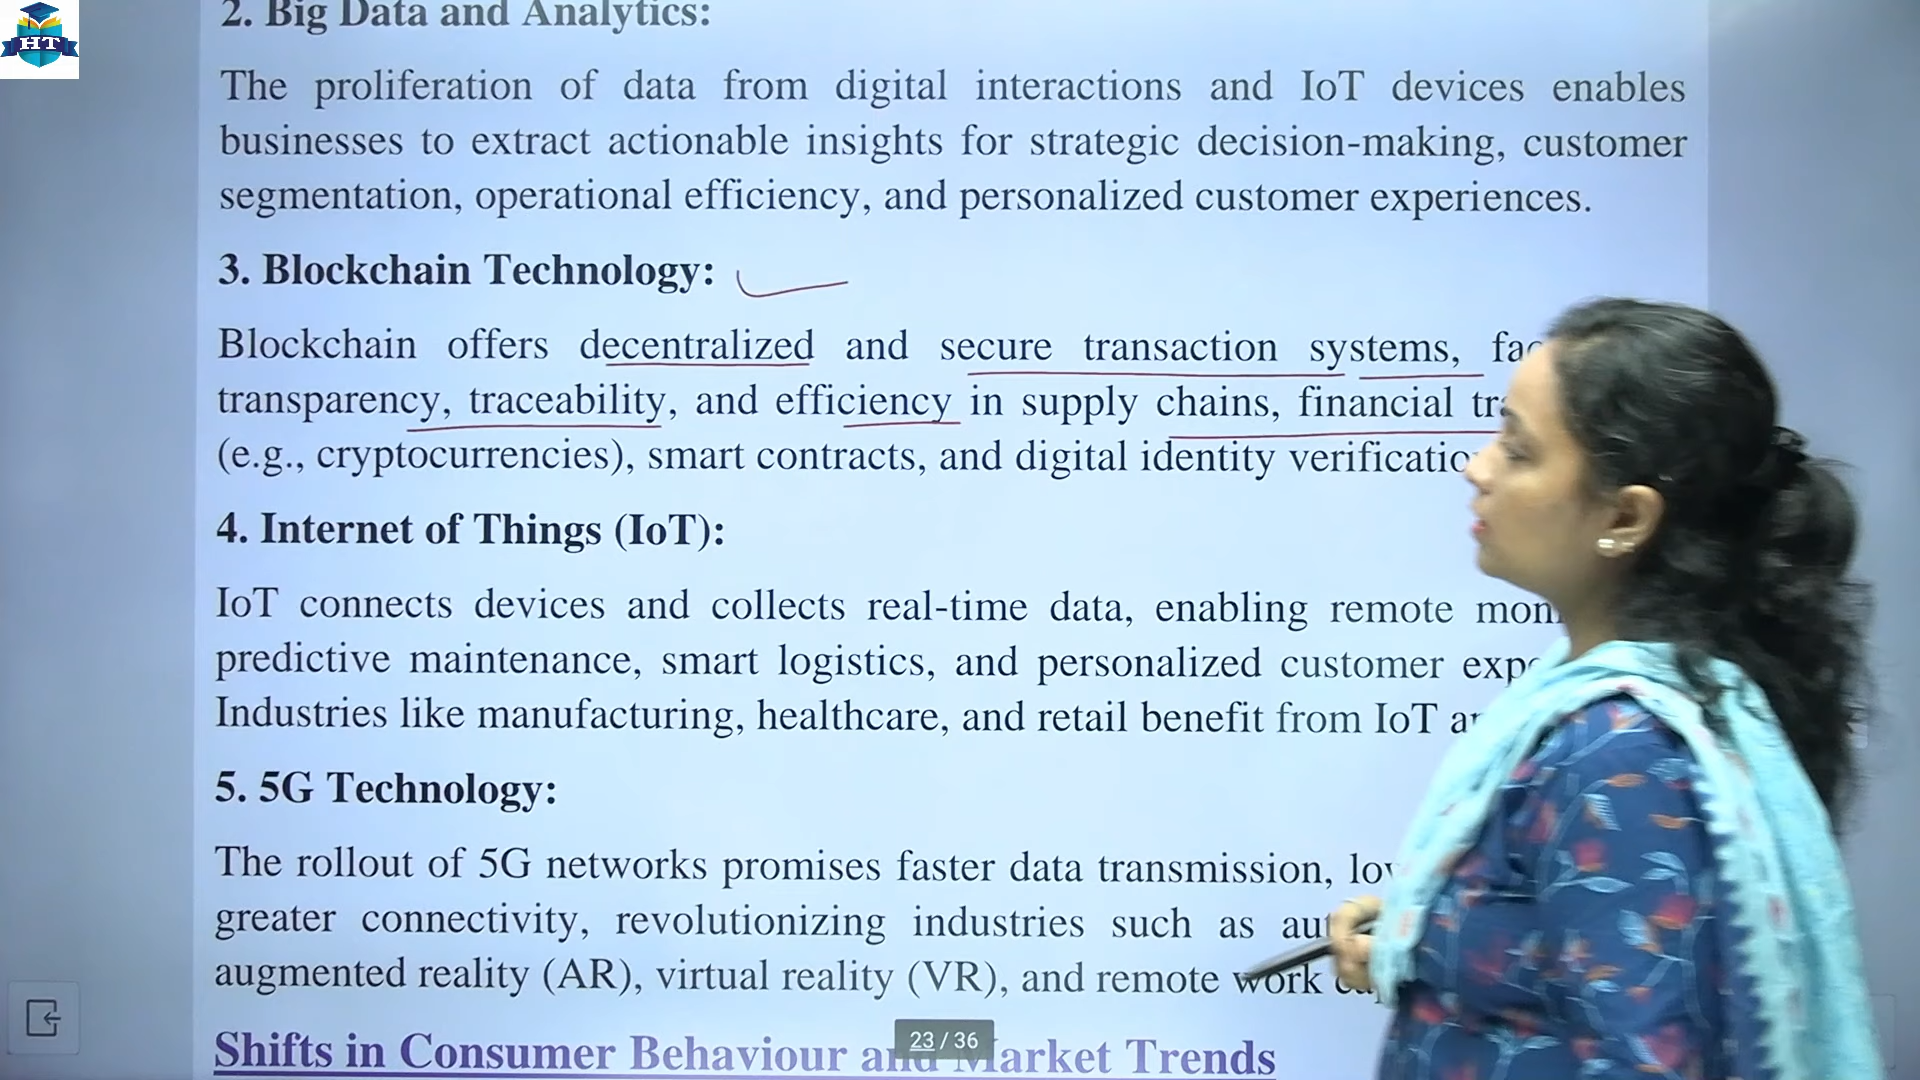 HT
2. Big Data and Analytics:
The proliferation of data from digital interactions and IoT devices enables
businesses to extract actionable insights for strategic decision-making, customer
segmentation, operational efficiency, and personalized customer experiences.
3. Blockchain Technology:
Blockchain offers decentralized and secure transaction systems,
transparency, traceability, and efficiency in supply chains, financial
(e.g., cryptocurrencies), smart contracts, and digital identity
4. Internet of Things (IoT):
IoT connects devices and collects real-time data, enabling remote
predictive maintenance, smart logistics, and personalized customer
Industries like manufacturing, healthcare, and retail benefit from IoT
5. 5G Technology:
The rollout of 5G networks promises faster data transmission,
greater connectivity, revolutionizing industries such as
augmented reality (AR), virtual reality (VR), and remote work
Shifts in Consumer Behaviour and Market Trends
23 / 36